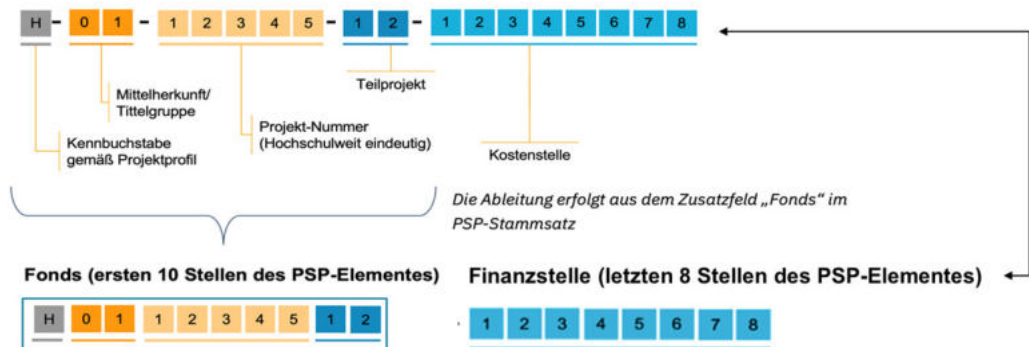 H - 0 1 - 1 2 3 4 5 - 1 2 - 1 2 3 4 5 6 7 8
Teilprojekt
Mittelherkunft/
Tittelgruppe
Projekt-Nummer
(Hochschulweit eindeutig)
Kennbuchstabe
gemäß Projektprofil
Kostenstelle
Die Ableitung erfolgt aus dem Zusatzfeld „Fonds“ im
PSP-Stammsatz
Fonds (ersten 10 Stellen des PSP-Elementes)
Finanzstelle (letzten 8 Stellen des PSP-Elementes)
H 0 1 1 2 3 4 5 1 2
1 2 3 4 5 6 7 8